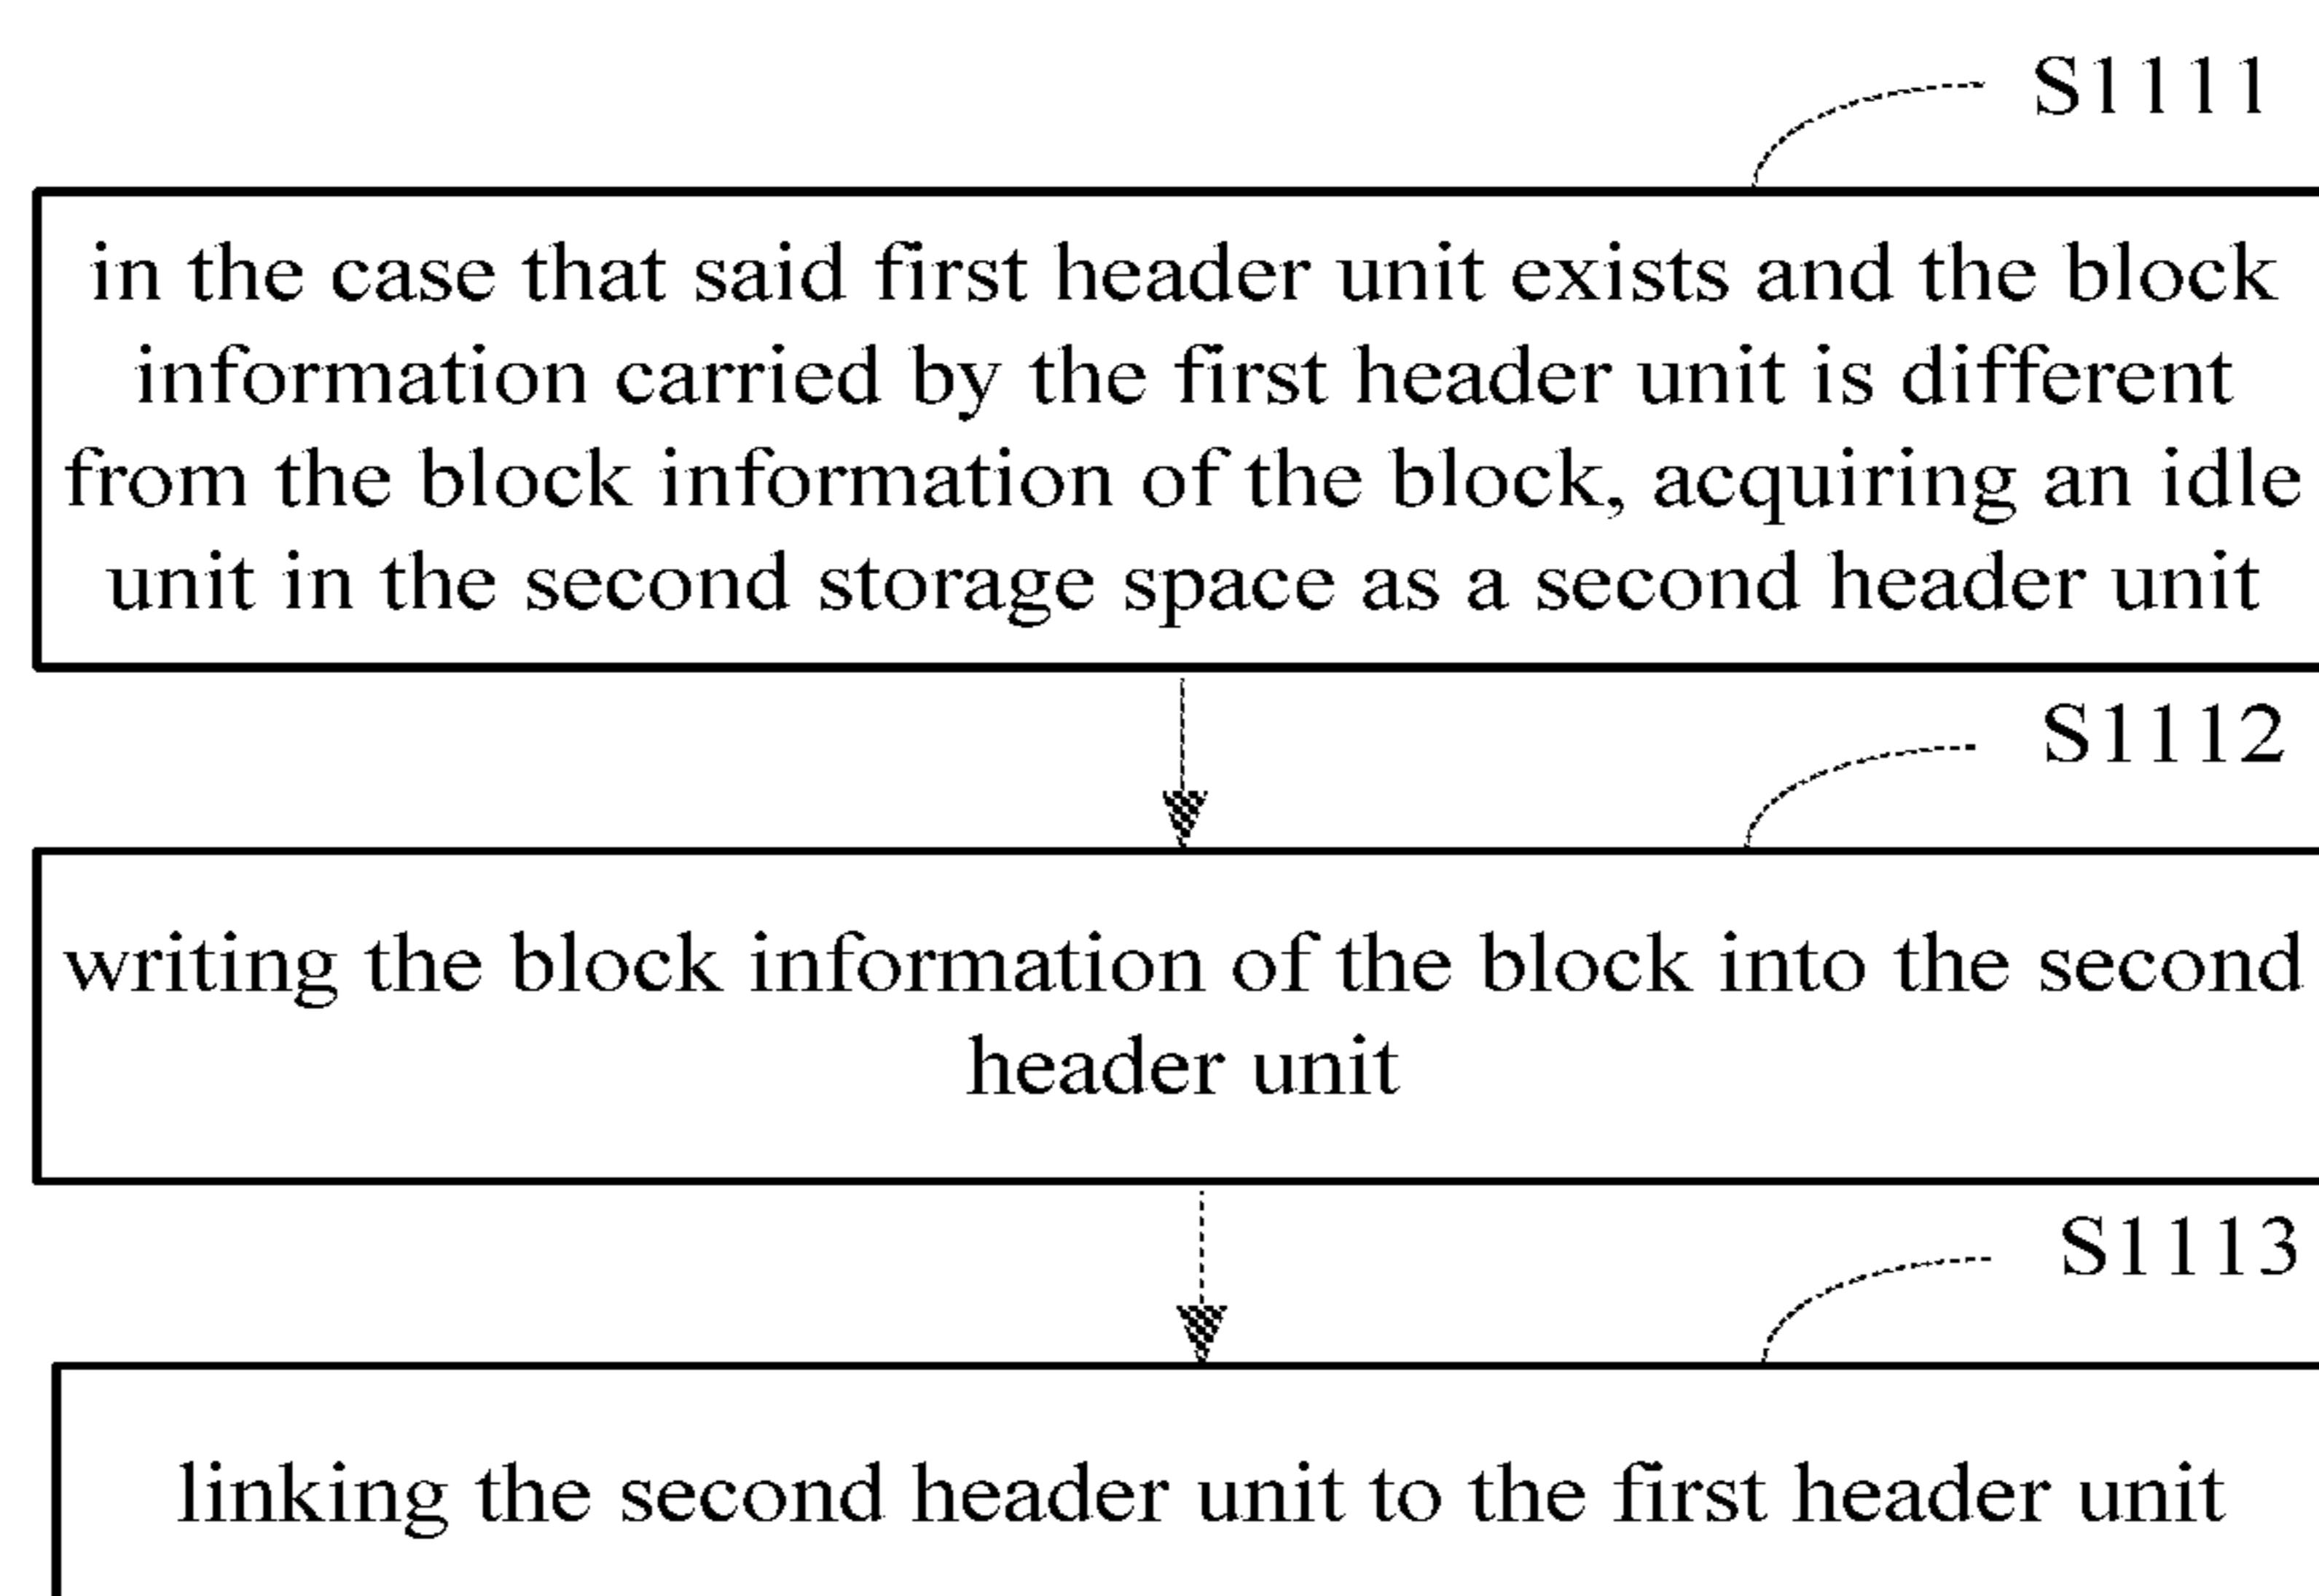 S1111
in the case that said first header unit exists and the block
information carried by the first header unit is different
from the block information of the block, acquiring an idle
unit in the second storage space as a second header unit
S1112
writing the block information of the block into the second
header unit
S1113
linking the second header unit to the first header unit